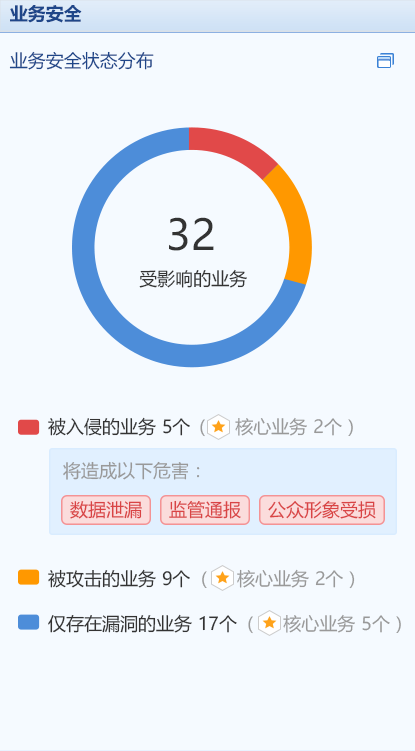 业务安全
业务安全状态分布
32
受影响的业务
被入侵的业务 5个 (核心业务 2个 )
将造成以下危害：
数据泄漏 监管通报 公众形象受损
被攻击的业务 9个 (核心业务 2个 )
仅存在漏洞的业务 17个 (核心业务 5个 )